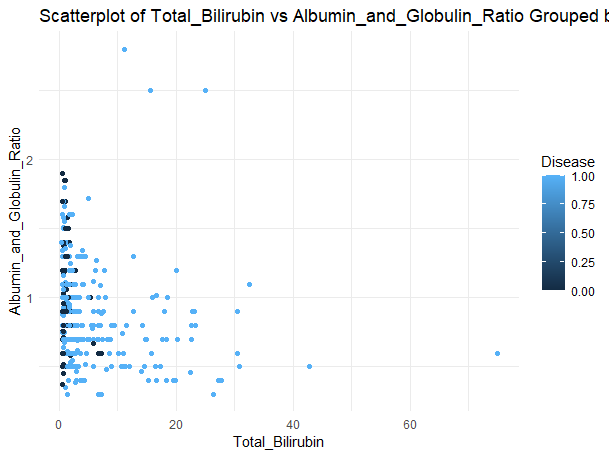 Scatterplot of Total_Bilirubin vs Albumin_and_Globulin_Ratio Grouped b
Albumin_and_Globulin_Ratio
2
1
0
20
40
60
Total_Bilirubin
Disease
1.00
0.75
0.50
0.25
0.00